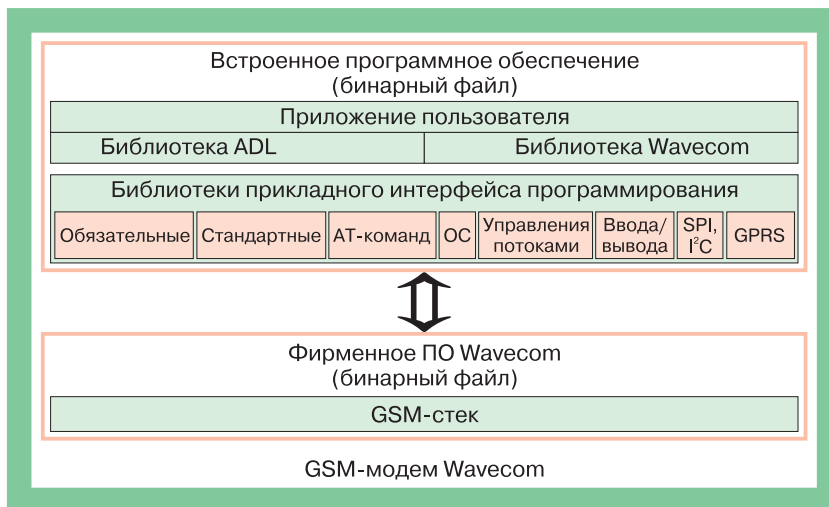 Встроенное программное обеспечение
(бинарный файл)
Приложение пользователя
Библиотека ADL
Библиотека Wavecom
Библиотеки прикладного интерфейса программирования
Обязательные
Стандартные
АТ-команд
ОС
Управления
потоками
Ввода/
вывода
SPI,
I²C
GPRS
Фирменное ПО Wavecom
(бинарный файл)
GSM-стек
GSM-модем Wavecom